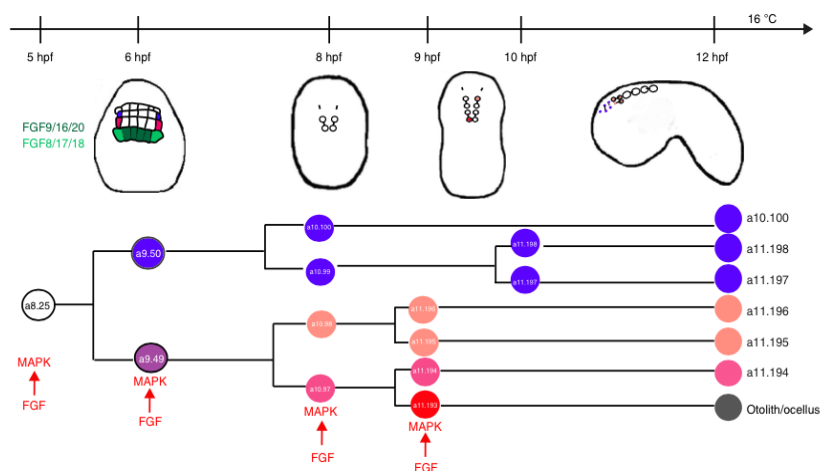 16 °C
5 hpf
6 hpf
8 hpf
9 hpf
10 hpf
12 hpf
FGF9/16/20
FGF8/17/18
a10.100
a10.100
a9.50
a11.198
a11.198
a10.99
a11.197
a11.197
a8.25
a11.196
a11.196
a10.98
a11.195
a11.195
a9.49
a11.194
a11.194
MAPK
MAPK
a10.97
a11.193
Otolith/ocellus
FGF
FGF
MAPK
MAPK
FGF
FGF